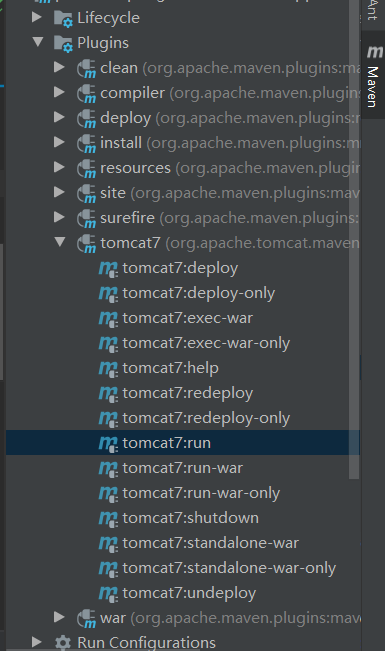 Lifecycle
Plugins
clean (org.apache.maven.plugins:ma
compiler (org.apache.maven.plugins
deploy (org.apache.maven.plugins:m
install (org.apache.maven.plugins:m
resources (org.apache.maven.plugin
site (org.apache.maven.plugins:mav
surefire (org.apache.maven.plugins:
tomcat7 (org.apache.tomcat.maven
tomcat7:deploy
tomcat7:deploy-only
tomcat7:exec-war
tomcat7:exec-war-only
tomcat7:help
tomcat7:redeploy
tomcat7:redeploy-only
tomcat7:run
tomcat7:run-war
tomcat7:run-war-only
tomcat7:shutdown
tomcat7:standalone-war
tomcat7:standalone-war-only
tomcat7:undeploy
war (org.apache.maven.plugins:mave
Run Configurations
Ant
m Maven